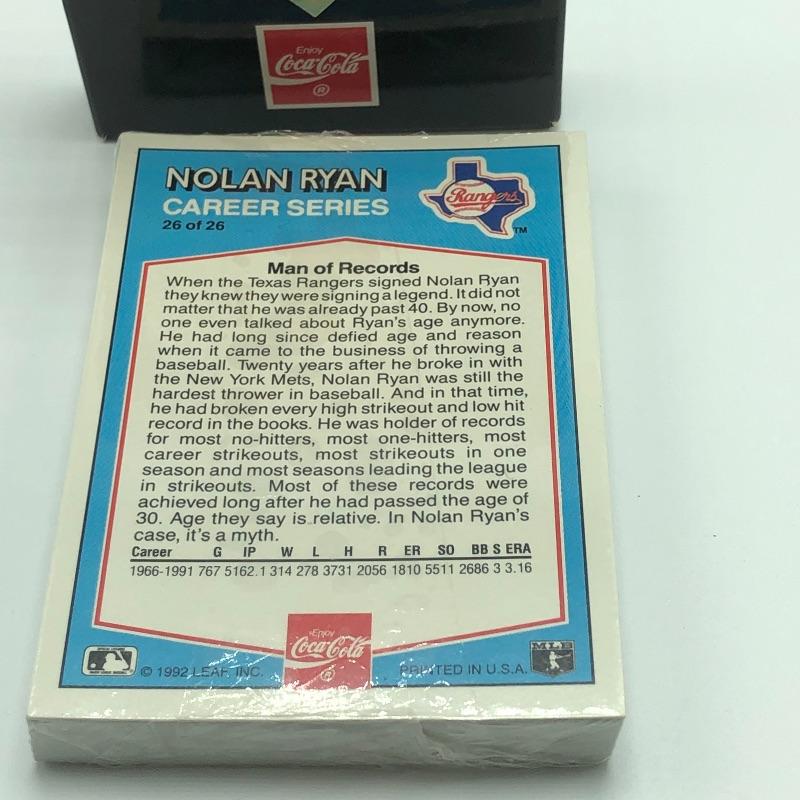 Enjoy
Coca-Cola
®
NOLAN RYAN
CAREER SERIES
26 of 26
Rangers
TM
Man of Records
When the Texas Rangers signed Nolan Ryan
they knew they were signing a legend. It did not
matter that he was already past 40. By now, no
one even talked about Ryan's age anymore.
He had long since defied age and reason
when it came to the business of throwing a
baseball. Twenty years after he broke in with
the New York Mets, Nolan Ryan was still the
hardest thrower in baseball. And in that time,
he had broken every high strikeout and low hit
record in the books. He was holder of records
for most no-hitters, most one-hitters, most
career strikeouts, most strikeouts in one
season and most seasons leading the league
in strikeouts. Most of these records were
achieved long after he had passed the age of
30. Age they say is relative. In Nolan Ryan's
case, it's a myth.
Career G IP W L H R ER SO BB S ERA
1966-1991 767 5162.1 314 278 3731 2056 1810 5511 2686 3 3.16
Enjoy
Coca-Cola
®
© 1992 LEAF, INC.
PRINTED IN U.S.A.